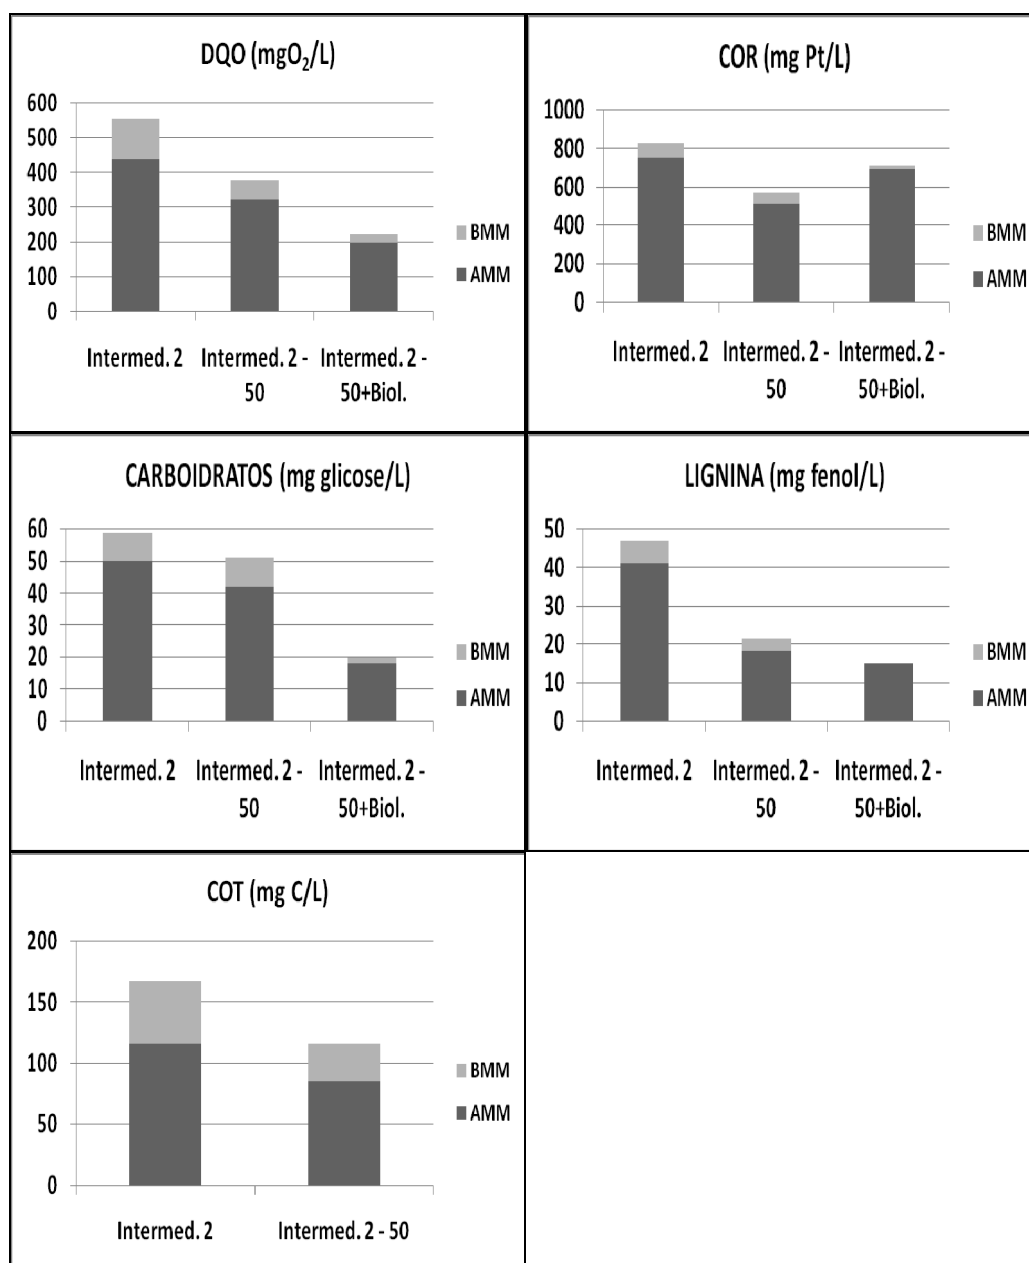 DQO (mgO₂/L)
600
500
400
300
200
100
0
BMM
AMM
Intermed. 2
Intermed. 2 -
50
Intermed. 2 -
50+Biol.
COR (mg Pt/L)
1000
800
600
400
200
0
BMM
AMM
Intermed. 2
Intermed. 2 -
50
Intermed. 2 -
50+Biol.
CARBOIDRATOS (mg glicose/L)
60
50
40
30
20
10
0
BMM
AMM
Intermed. 2
Intermed. 2 -
50
Intermed. 2 -
50+Biol.
LIGNINA (mg fenol/L)
50
40
30
20
10
0
BMM
AMM
Intermed. 2
Intermed. 2 -
50
Intermed. 2 -
50+Biol.
COT (mg C/L)
200
150
100
50
0
BMM
AMM
Intermed. 2
Intermed. 2 - 50